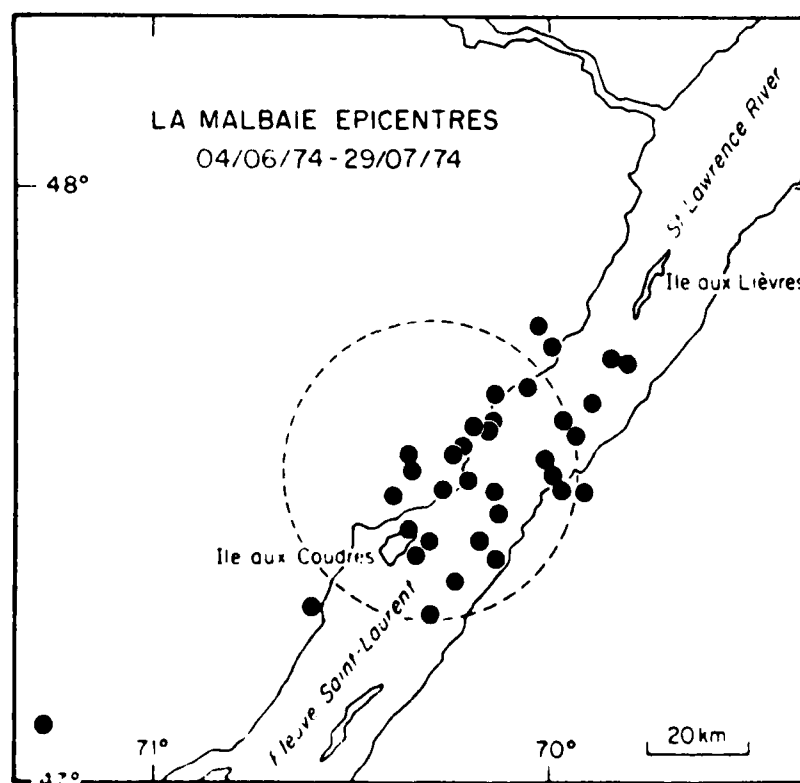 LA MALBAIE EPICENTRES
04/06/74 - 29/07/74
48°
St Lawrence River
Ile aux Lièvres
Ile aux Coudres
Fleuve Saint-Laurent
71°
70°
20 km
47°